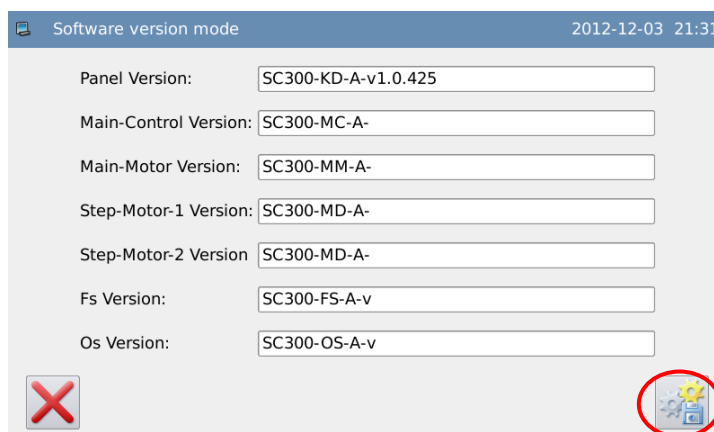 Software version mode 2012-12-03 21:31
Panel Version: SC300-KD-A-v1.0.425
Main-Control Version: SC300-MC-A-
Main-Motor Version: SC300-MM-A-
Step-Motor-1 Version: SC300-MD-A-
Step-Motor-2 Version SC300-MD-A-
Fs Version: SC300-FS-A-v
Os Version: SC300-OS-A-v